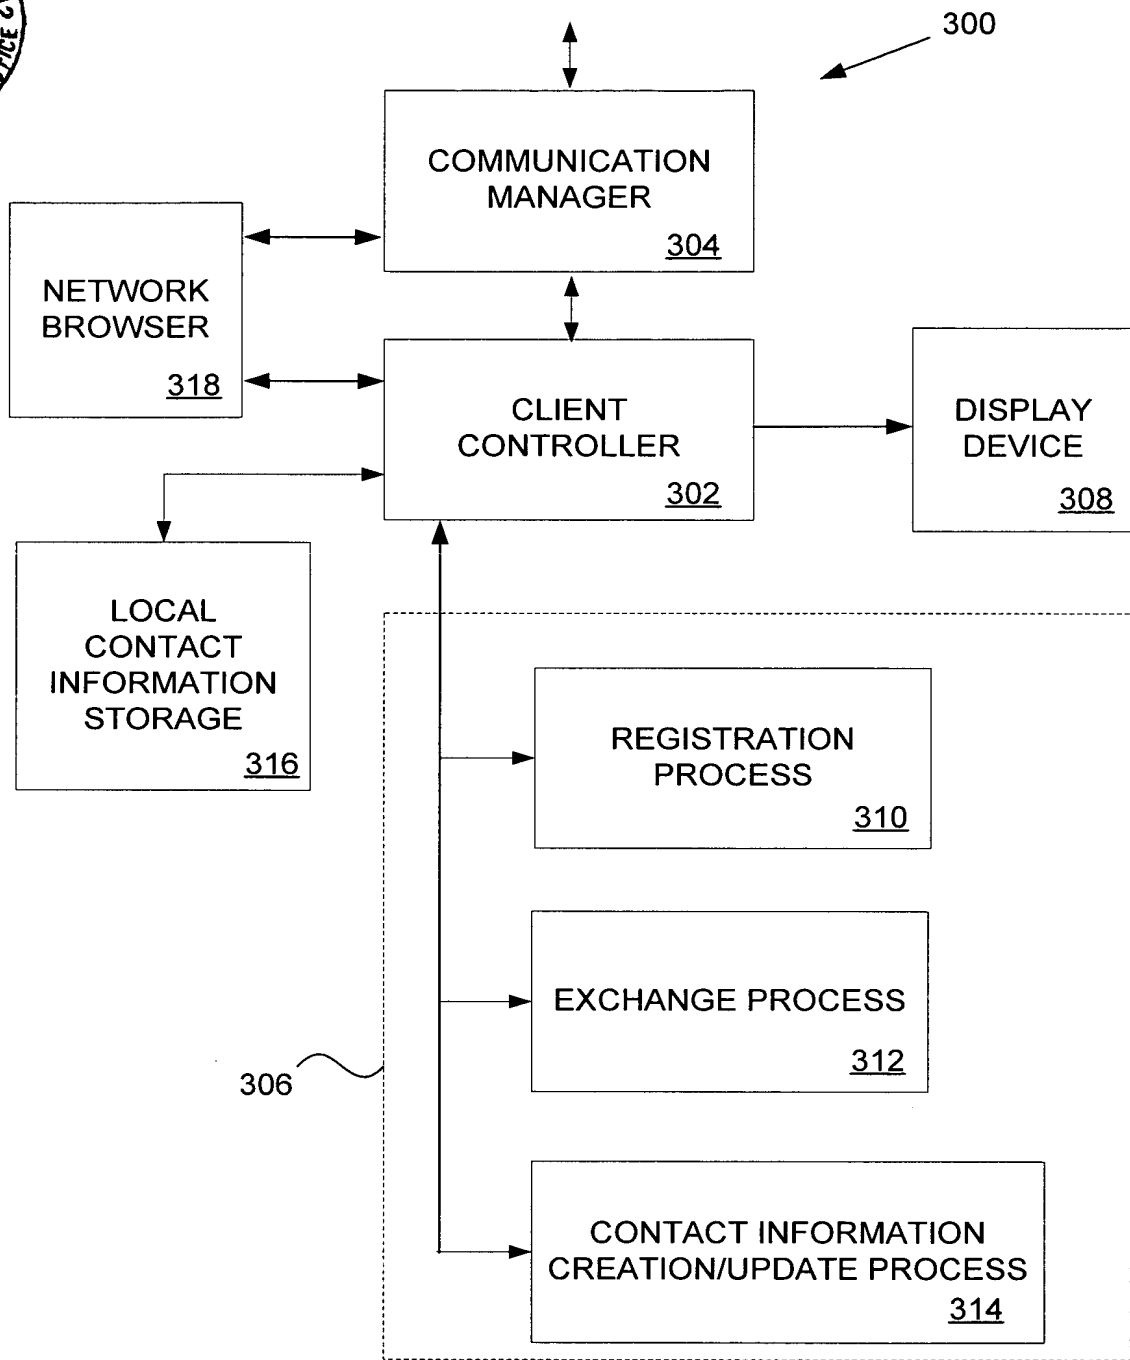 300
COMMUNICATION
MANAGER
304
NETWORK
BROWSER
318
CLIENT
CONTROLLER
302
DISPLAY
DEVICE
308
LOCAL
CONTACT
INFORMATION
STORAGE
316
REGISTRATION
PROCESS
310
EXCHANGE PROCESS
312
306
CONTACT INFORMATION
CREATION/UPDATE PROCESS
314